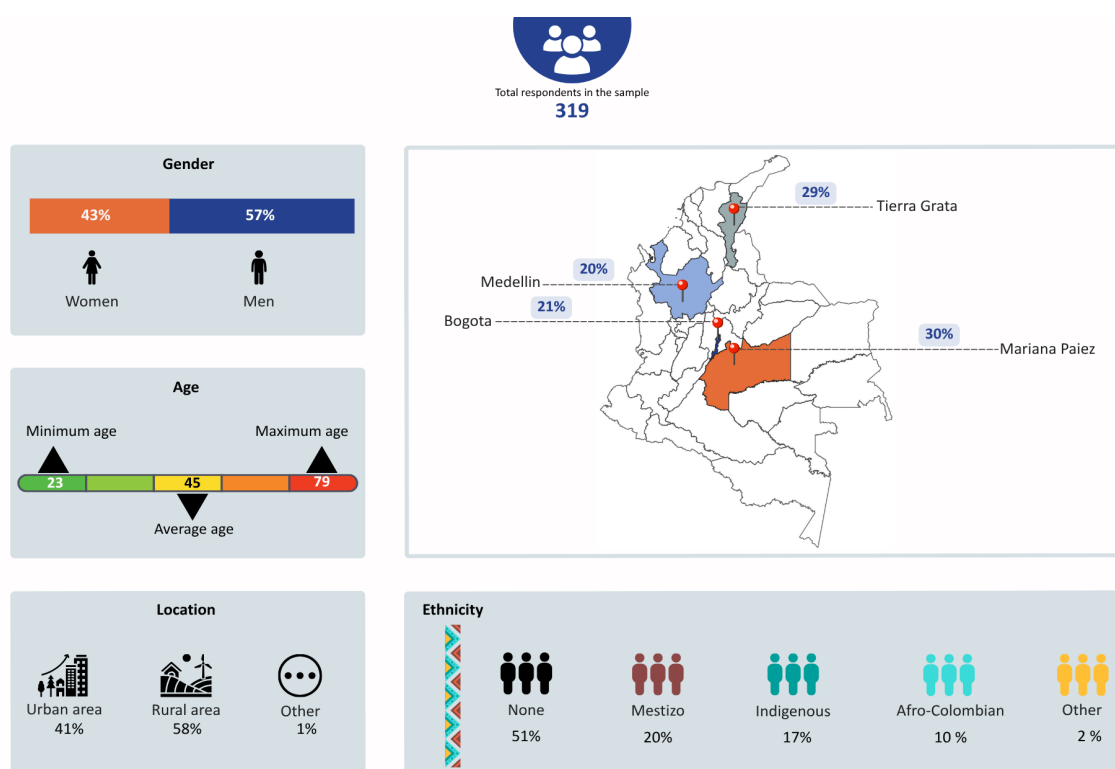 Total respondents in the sample
319
Gender
43%
57%
Women
Men
Age
Minimum age
Maximum age
23
45
79
Average age
Location
Urban area
Rural area
Other
41%
58%
1%
29%
Tierra Grata
20%
Medellin
21%
Bogota
30%
Mariana Paiez
Ethnicity
None
Mestizo
Indigenous
Afro-Colombian
Other
51%
20%
17%
10 %
2 %